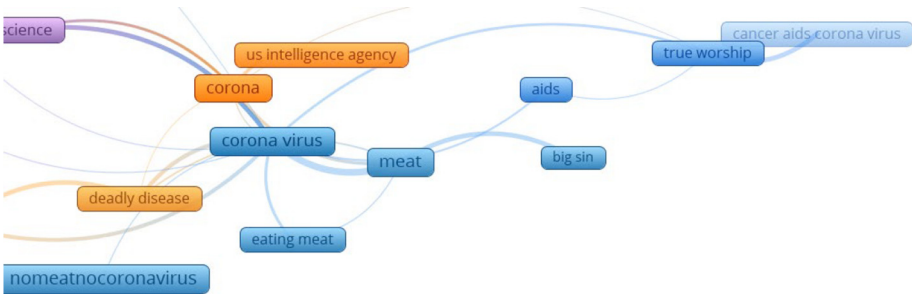 science
cancer aids corona virus
us intelligence agency
true worship
corona
aids
corona virus
meat
big sin
deadly disease
eating meat
nomeatnocoronavirus